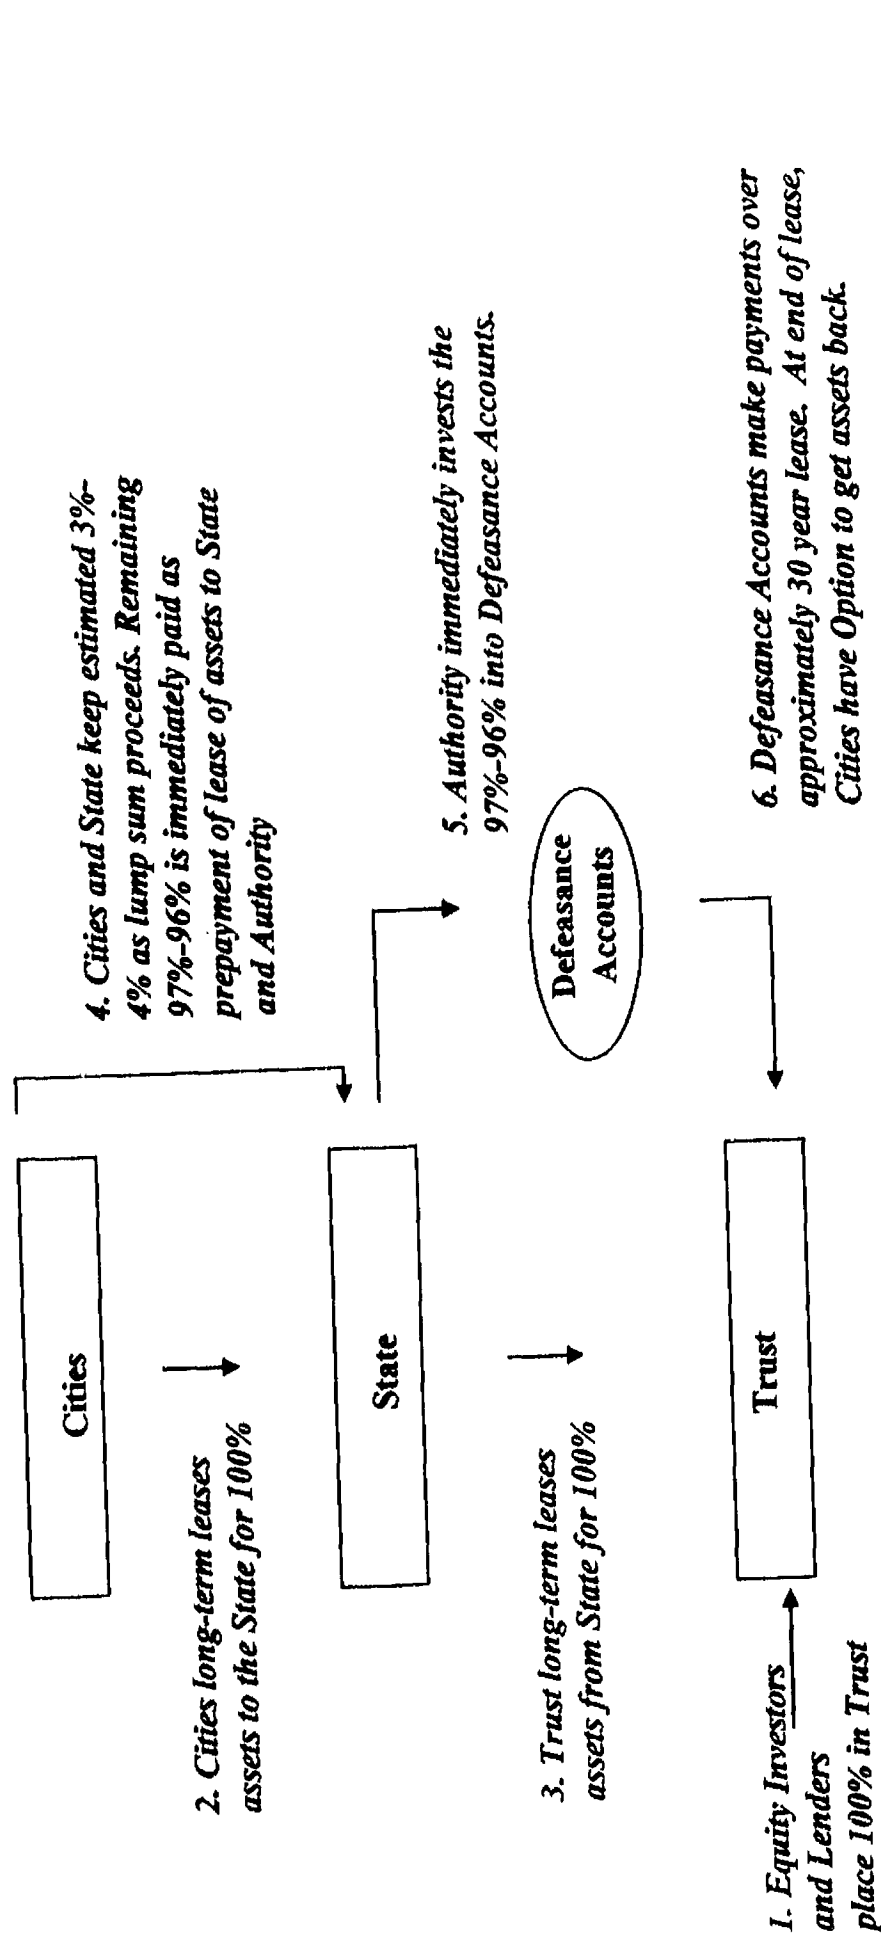 Cities
4. Cities and State keep estimated 3%-
4% as lump sum proceeds. Remaining
97%-96% is immediately paid as
prepayment of lease of assets to State
and Authority
2. Cities long-term leases
assets to the State for 100%
State
5. Authority immediately invests the
97%-96% into Defeasance Accounts.
3. Trust long-term leases
assets from State for 100%
Defeasance
Accounts
Trust
6. Defeasance Accounts make payments over
approximately 30 year lease. At end of lease,
Cities have Option to get assets back.
1. Equity Investors
and Lenders
place 100% in Trust